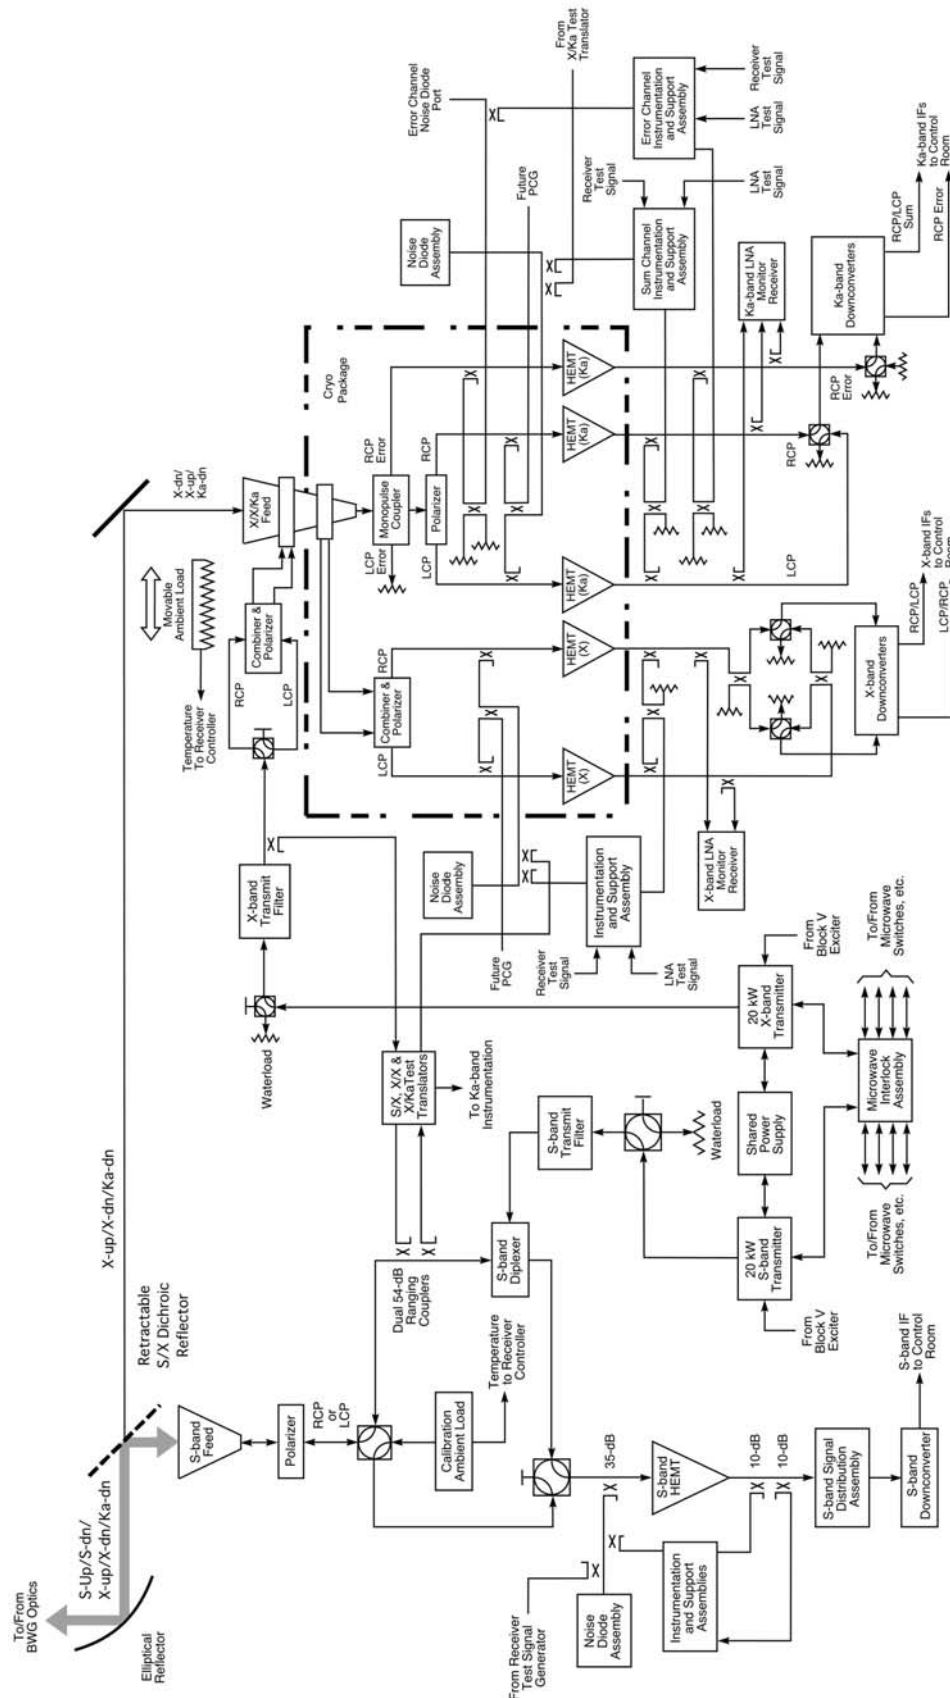 To/From
BWG Optics
Elliptical
Reflector
S-Up/S-dn/
X-up/X-dn/Ka-dn
Retractable
S/X Dichroic
Reflector
X-up/X-dn/Ka-dn
X-dn/
X-up/
Ka-dn
S-band
Feed
Polarizer
RCP
or
LCP
Calibration
Ambient Load
Temperature
to Receiver
Controller
Dual 54-dB
Ranging
Couplers
S-band
Diplexer
S-band
Transmit
Filter
Waterload
35-dB
S-band
HEMT
10-dB
10-dB
From Receiver
Test Signal
Generator
Noise
Diode
Assembly
Instrumentation
and Support
Assemblies
S-band Signal
Distribution
Assembly
S-band
Downconverter
S-band IF
to Control
Room
From
Block V
Exciter
20 kW
S-band
Transmitter
Shared
Power
Supply
20 kW
X-band
Transmitter
From
Block V
Exciter
To/From
Microwave
Switches, etc.
Microwave
Interlock
Assembly
To/From
Microwave
Switches, etc.
Waterload
X-band
Transmit
Filter
S/X, X/X &
X/KaTest
Translators
To Ka-band
Instrumentation
Temperature
To Receiver
Controller
Movable
Ambient Load
RCP
LCP
Combiner &
Polarizer
X/X/Ka
Feed
Cryo
Package
Monopulse
Coupler
LCP
Error
RCP
Error
Polarizer
LCP
RCP
Combiner &
Polarizer
LCP
RCP
HEMT
(X)
HEMT
(X)
HEMT
(Ka)
HEMT
(Ka)
HEMT
(Ka)
Noise
Diode
Assembly
Future
PCG
Receiver
Test
Signal
Instrumentation
and Support
Assembly
LNA
Test
Signal
X-band LNA
Monitor
Receiver
X-band
Downconverters
RCP/LCP
X-band IFs
to Control
Room
LCP/RCP
Noise
Diode
Assembly
Error Channel
Noise Diode
Port
Future
PCG
From
X/Ka Test
Translator
Receiver
Test
Signal
Sum Channel
Instrumentation
and Support
Assembly
LNA
Test
Signal
Error Channel
Instrumentation
and Support
Assembly
LNA
Test
Signal
Receiver
Test
Signal
Ka-band LNA
Monitor
Receiver
LCP
RCP
RCP
Error
Ka-band
Downconverters
RCP/LCP
Sum
Ka-band IFs
to Control
Room
RCP Error